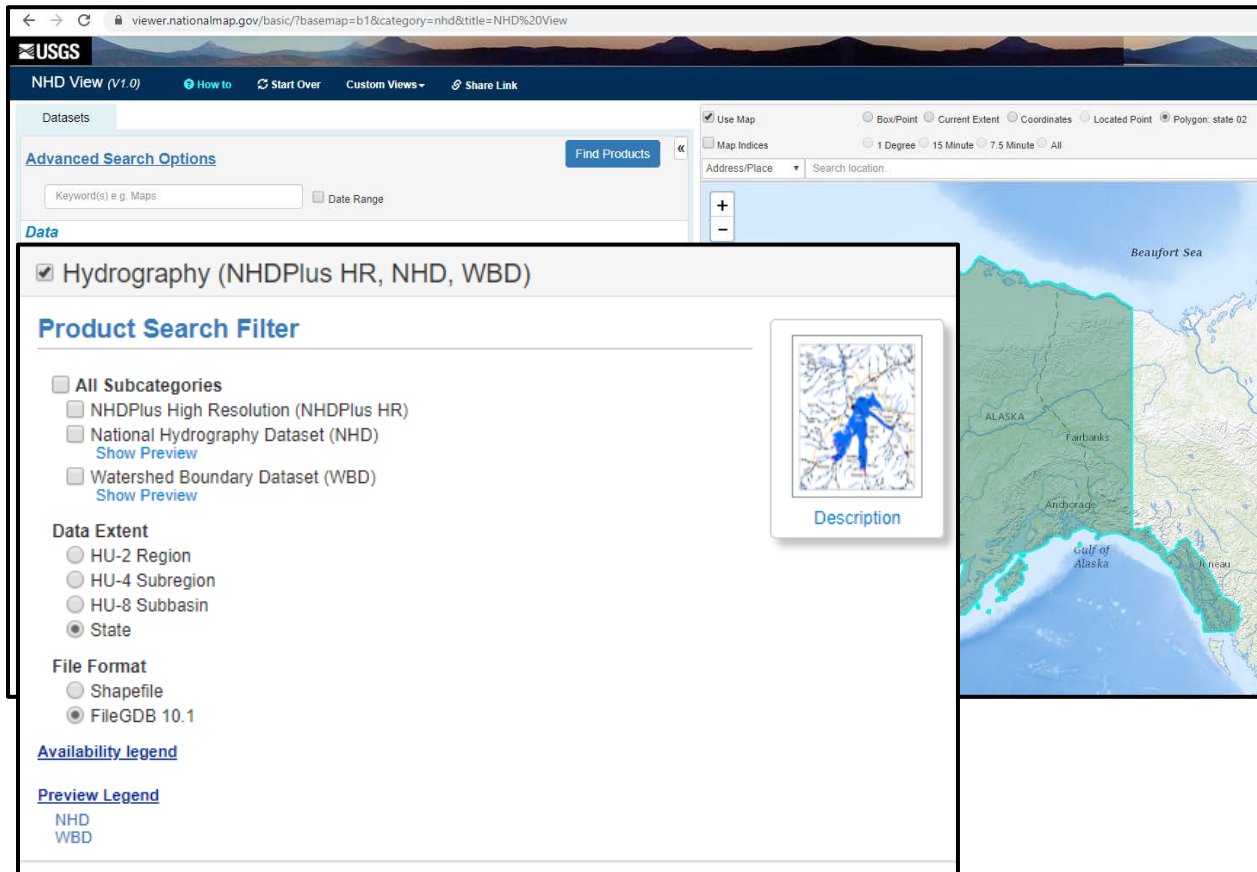 viewer.nationalmap.gov/basic/?basemap=b1&category=nhd&title=NHD%20View
USGS
NHD View (V1.0) How to Start Over Custom Views Share Link
Datasets
Advanced Search Options
Find Products
«
Keyword(s) e.g. Maps
Date Range
Data
Use Map Box/Point Current Extent Coordinates Located Point Polygon: state 02
Map Indices 1 Degree 15 Minute 7.5 Minute All
Address/Place Search location.
+
−
Beaufort Sea
ALASKA
Fairbanks
Anchorage
Gulf of
Alaska
Juneau
Hydrography (NHDPlus HR, NHD, WBD)
Product Search Filter
All Subcategories
NHDPlus High Resolution (NHDPlus HR)
National Hydrography Dataset (NHD)
Show Preview
Watershed Boundary Dataset (WBD)
Show Preview
Description
Data Extent
HU-2 Region
HU-4 Subregion
HU-8 Subbasin
State
File Format
Shapefile
FileGDB 10.1
Availability legend
Preview Legend
NHD
WBD